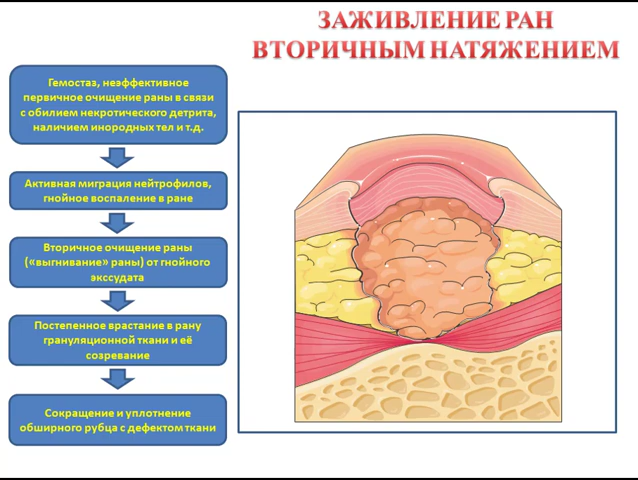 ЗАЖИВЛЕНИЕ РАН
ВТОРИЧНЫМ НАТЯЖЕНИЕМ
Гемостаз, неэффективное
первичное очищение раны в связи
с обилием некротического детрита,
наличием инородных тел и т.д.
Активная миграция нейтрофилов,
гнойное воспаление в ране
Вторичное очищение раны
(«выгнивание» раны) от гнойного
экссудата
Постепенное врастание в рану
грануляционной ткани и её
созревание
Сокращение и уплотнение
обширного рубца с дефектом ткани